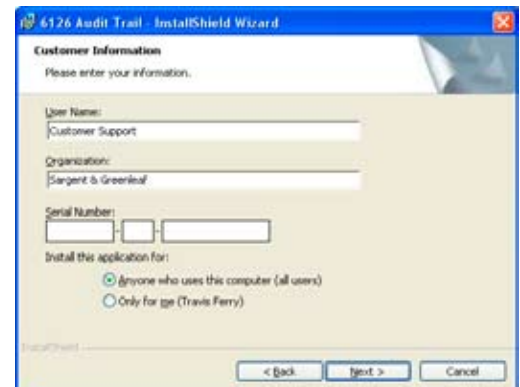 6126 Audit Trail - InstallShield Wizard
Customer Information
Please enter your information.
User Name:
Customer Support
Organization:
Sargent & Greenleaf
Serial Number:
- -
Install this application for:
Anyone who uses this computer (all users)
Only for me (Travis Ferry)
InstallShield
< Back Next > Cancel